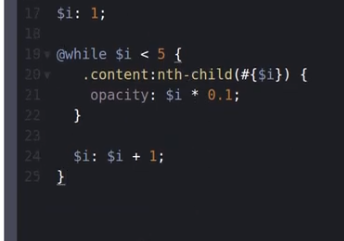 17 $i: 1;
18
19 @while $i < 5 {
20 .content:nth-child(#{$i}) {
21 opacity: $i * 0.1;
22 }
23
24 $i: $i + 1;
25 }